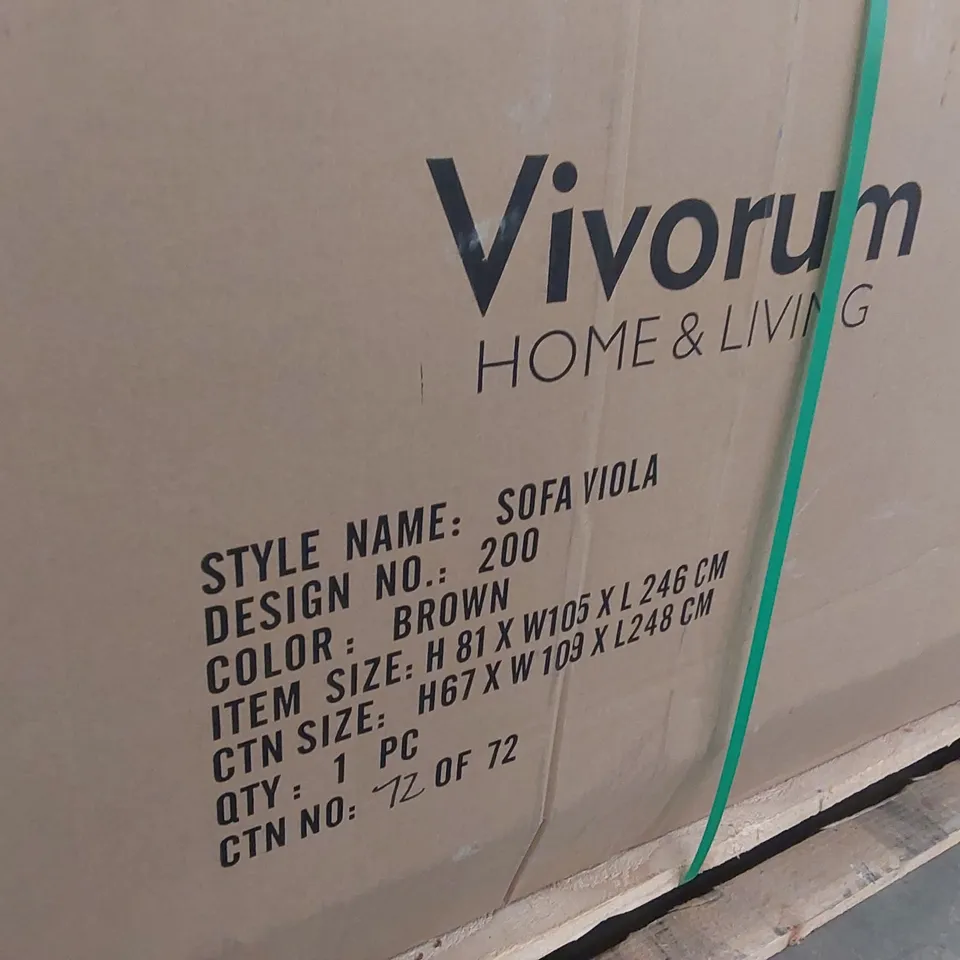 Vivorum
HOME & LIVING
STYLE NAME: SOFA VIOLA
DESIGN NO.: 200
COLOR: BROWN
ITEM SIZE: H 81 X W105 X L 246 CM
CTN SIZE: H67 X W 109 X L248 CM
QTY: 1 PC
CTN NO: 72 OF 72